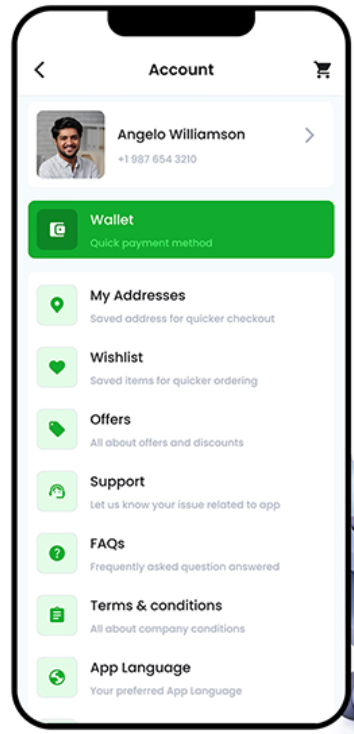 Account
Angelo Williamson
+1 987 654 3210
Wallet
Quick payment method
My Addresses
Saved address for quicker checkout
Wishlist
Saved items for quicker ordering
Offers
All about offers and discounts
Support
Let us know your issue related to app
FAQs
Frequently asked question answered
Terms & conditions
All about company conditions
App Language
Your preferred App Language